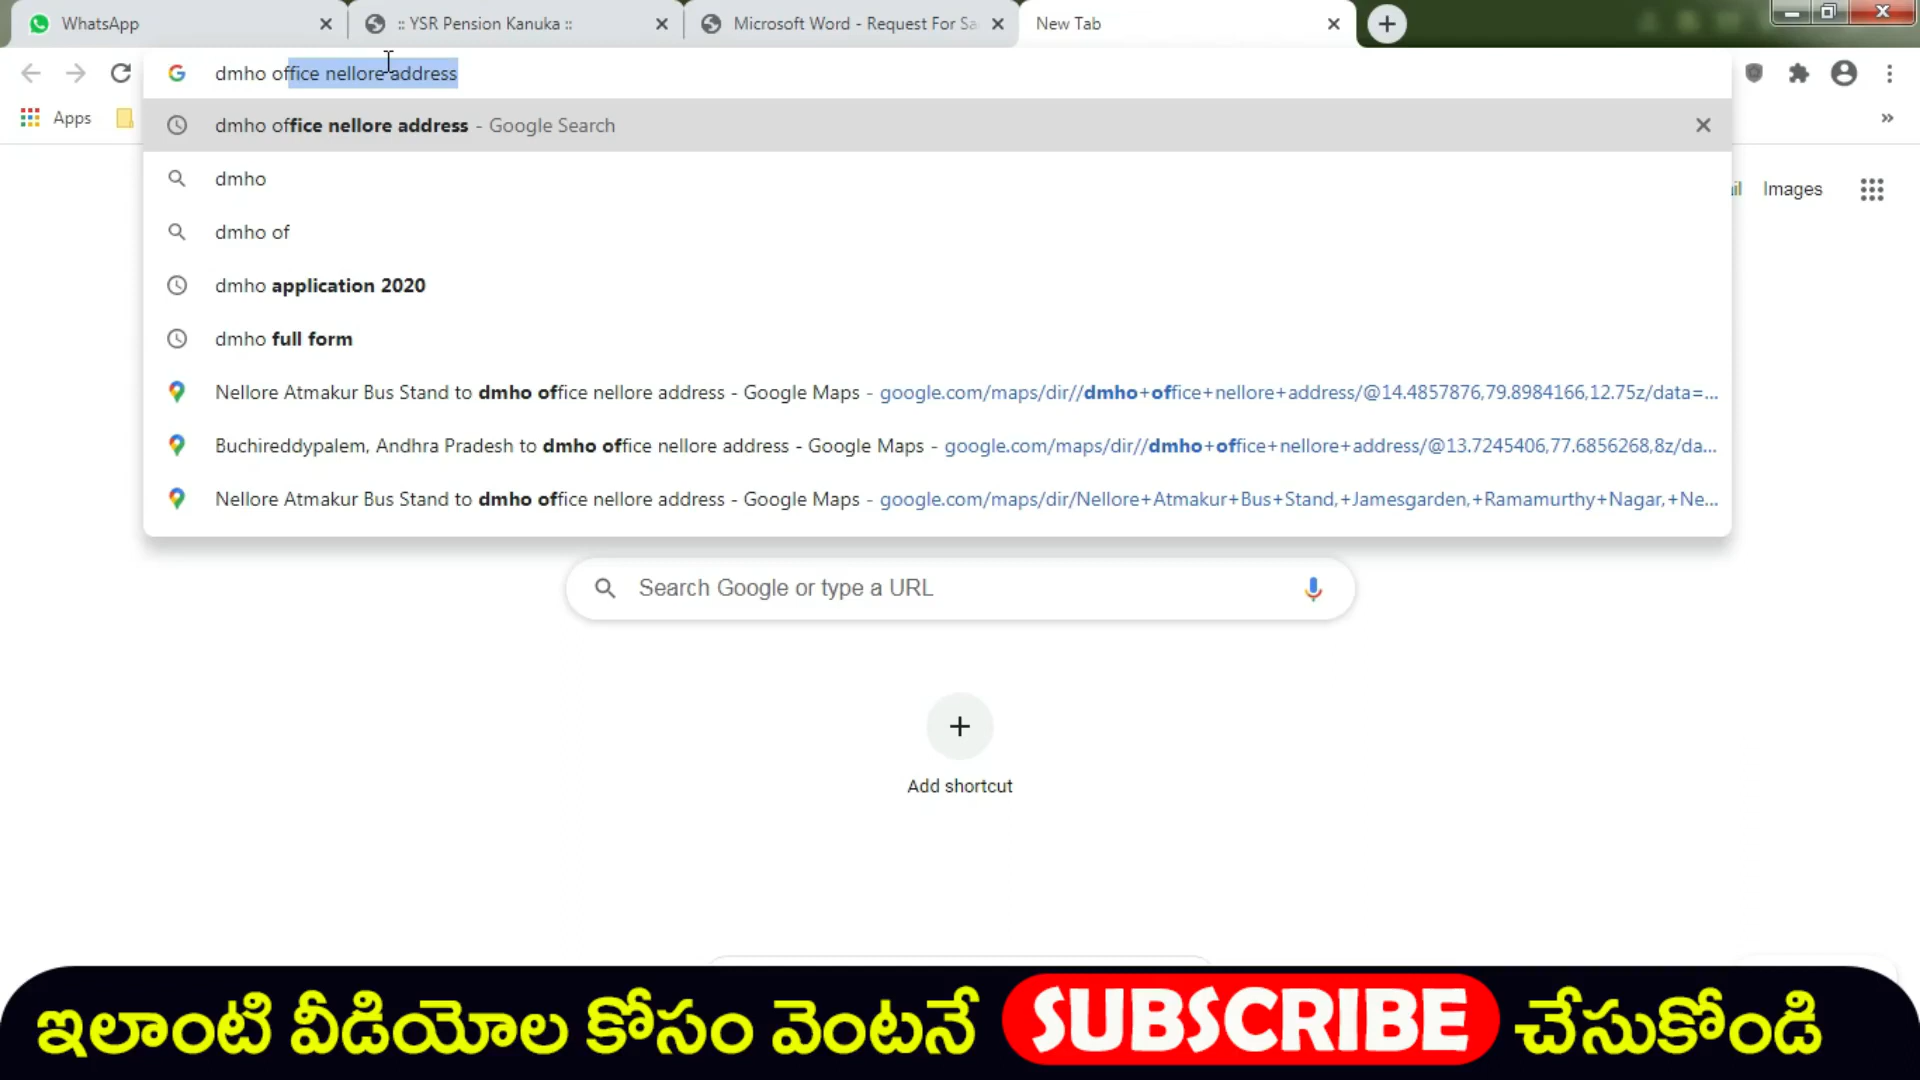 WhatsApp
:: YSR Pension Kanuka ::
Microsoft Word - Request For Sa
New Tab
dmho office nellore address
Apps
dmho office nellore address - Google Search
dmho
dmho of
dmho application 2020
dmho full form
Nellore Atmakur Bus Stand to dmho office nellore address - Google Maps - google.com/maps/dir//dmho+office+nellore+address/@14.4857876,79.8984166,12.75z/data=...
Buchireddypalem, Andhra Pradesh to dmho office nellore address - Google Maps - google.com/maps/dir//dmho+office+nellore+address/@13.7245406,77.6856268,8z/da...
Nellore Atmakur Bus Stand to dmho office nellore address - Google Maps - google.com/maps/dir/Nellore+Atmakur+Bus+Stand,+Jamesgarden,+Ramamurthy+Nagar,+Ne...
il Images
Search Google or type a URL
Add shortcut
ఇలాంటి వీడియోల కోసం వెంటనే SUBSCRIBE చేసుకోండి